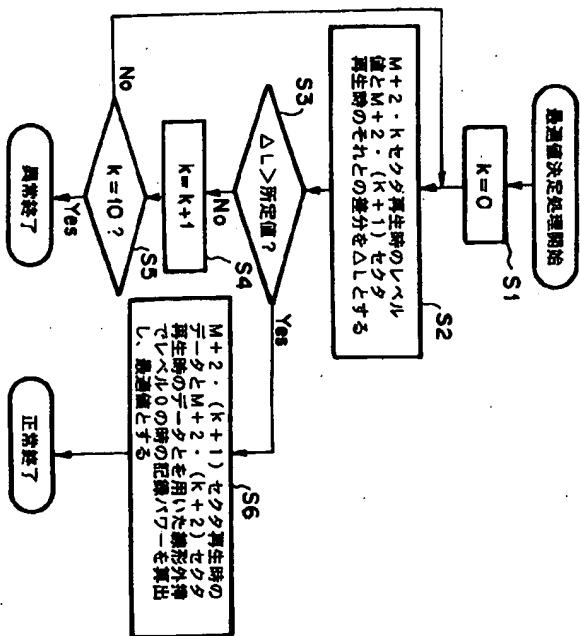 最適値決定処理開始
k=0
S1
M+2・kセクタ再生時のレベル
値とM+2・(k+1)セクタ
再生時のそれとの差分を△Lとする
S2
△L>所定値?
S3
No
Yes
k=k+1
S4
k=10?
S5
No
Yes
異常終了
M+2・(k+1)セクタ再生時の
データとM+2・(k+2)セクタ
再生時のデータとを用いた線形外挿
でレベル0の時の記録パワーを算出
し、最適値とする
S6
正常終了